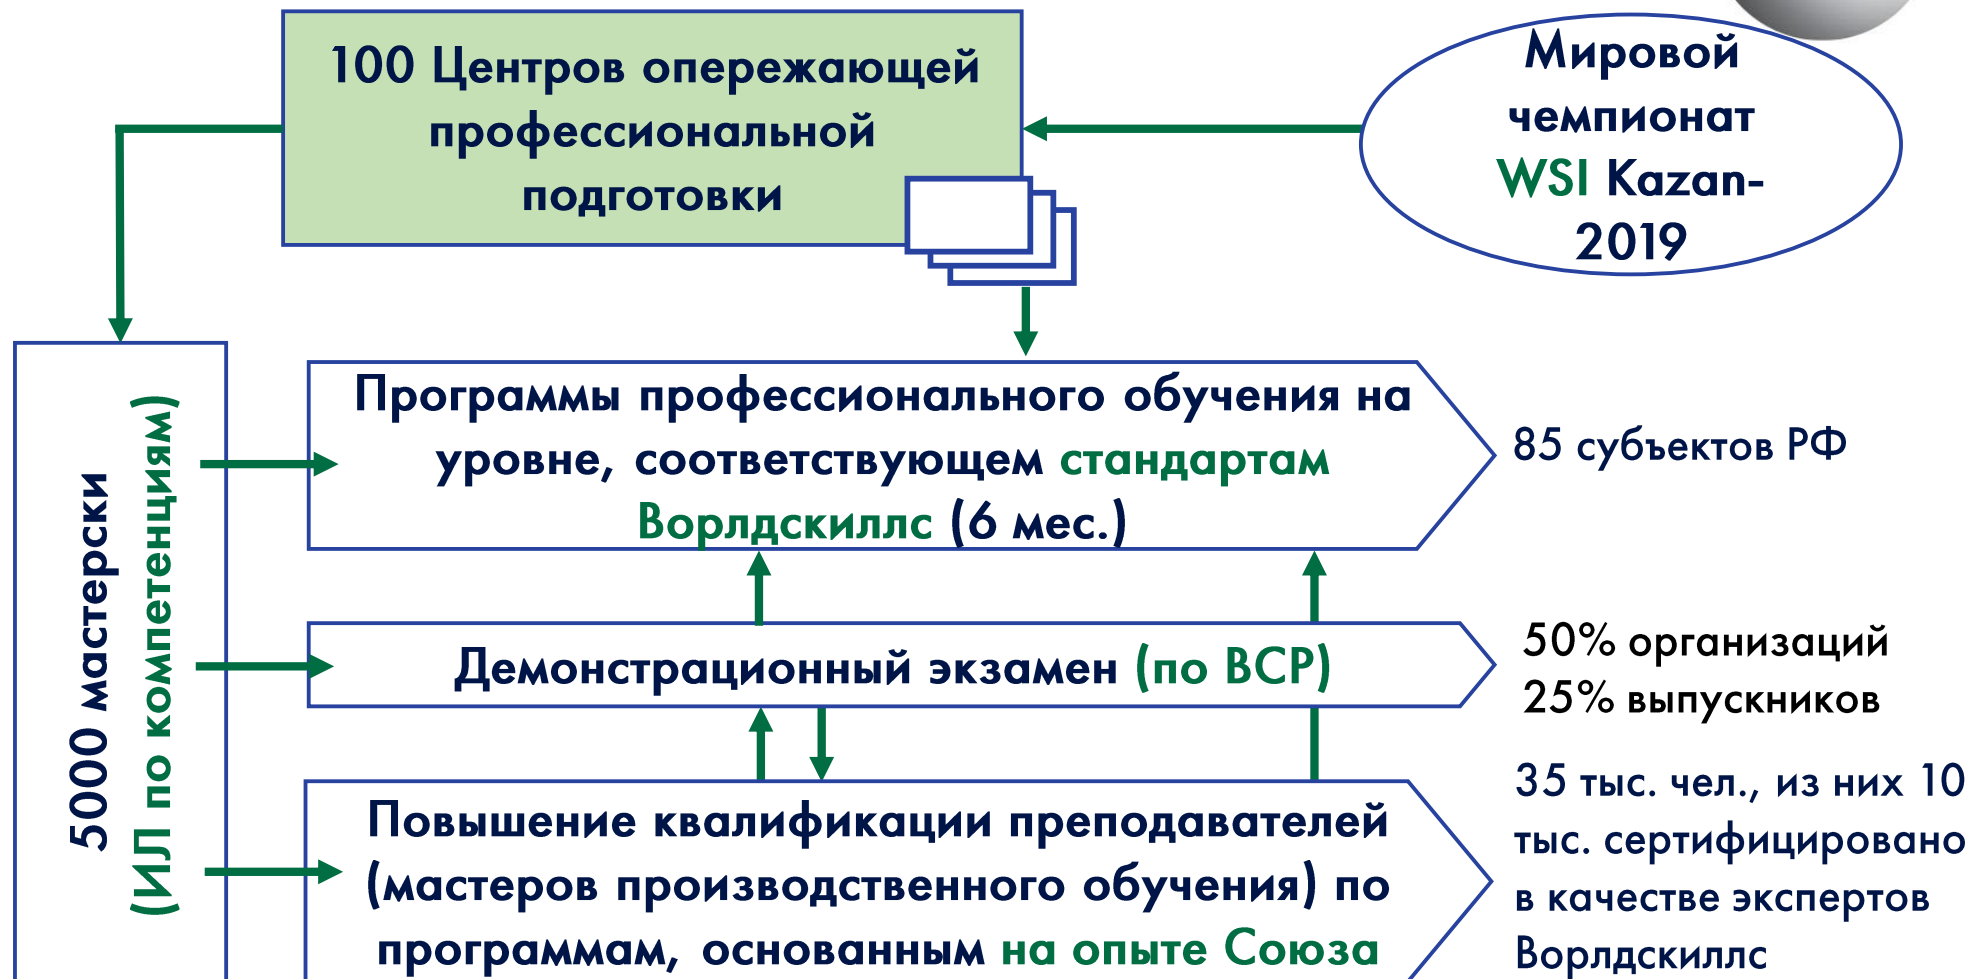 100 Центров опережающей
профессиональной
подготовки
Мировой
чемпионат
WSI Kazan-
2019
5000 мастерски
(ИЛ по компетенциям)
Программы профессионального обучения на
уровне, соответствующем стандартам
Ворлдскиллс (6 мес.)
85 субъектов РФ
Демонстрационный экзамен (по ВСР)
50% организаций
25% выпускников
Повышение квалификации преподавателей
(мастеров производственного обучения) по
программам, основанным на опыте Союза
35 тыс. чел., из них 10
тыс. сертифицировано
в качестве экспертов
Ворлдскиллс